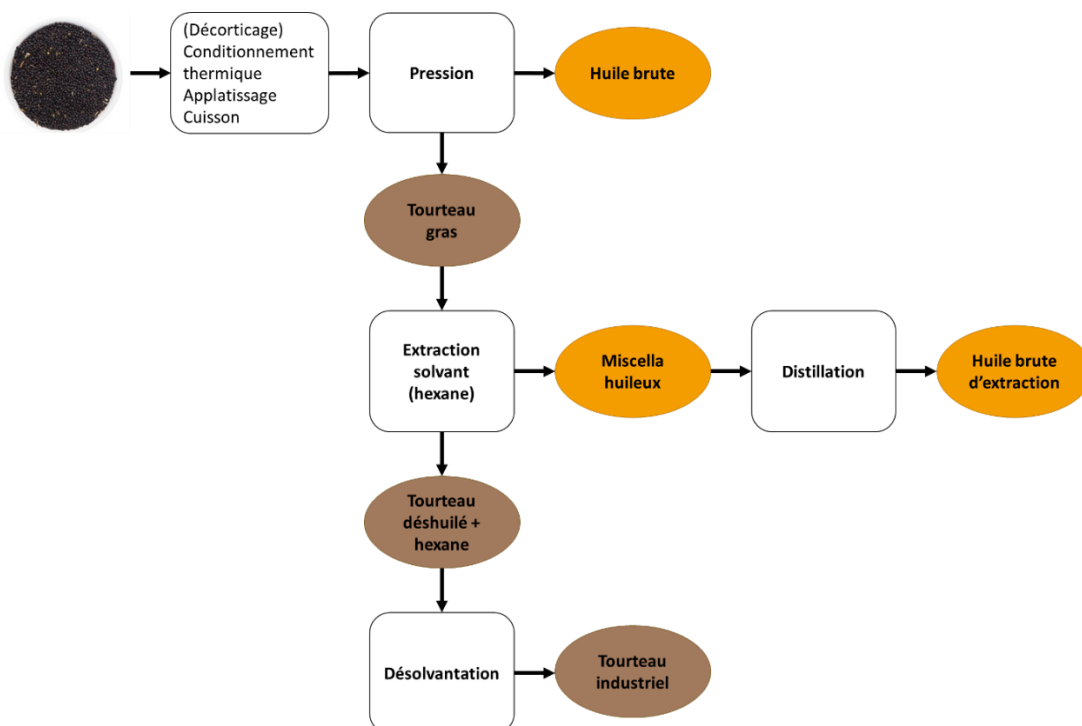 (Décorticage)
Conditionnement
thermique
Applatissage
Cuisson
Pression
Huile brute
Tourteau
gras
Extraction
solvant
(hexane)
Miscella
huileux
Distillation
Huile brute
d’extraction
Tourteau
déshuilé +
hexane
Désolvantation
Tourteau
industriel